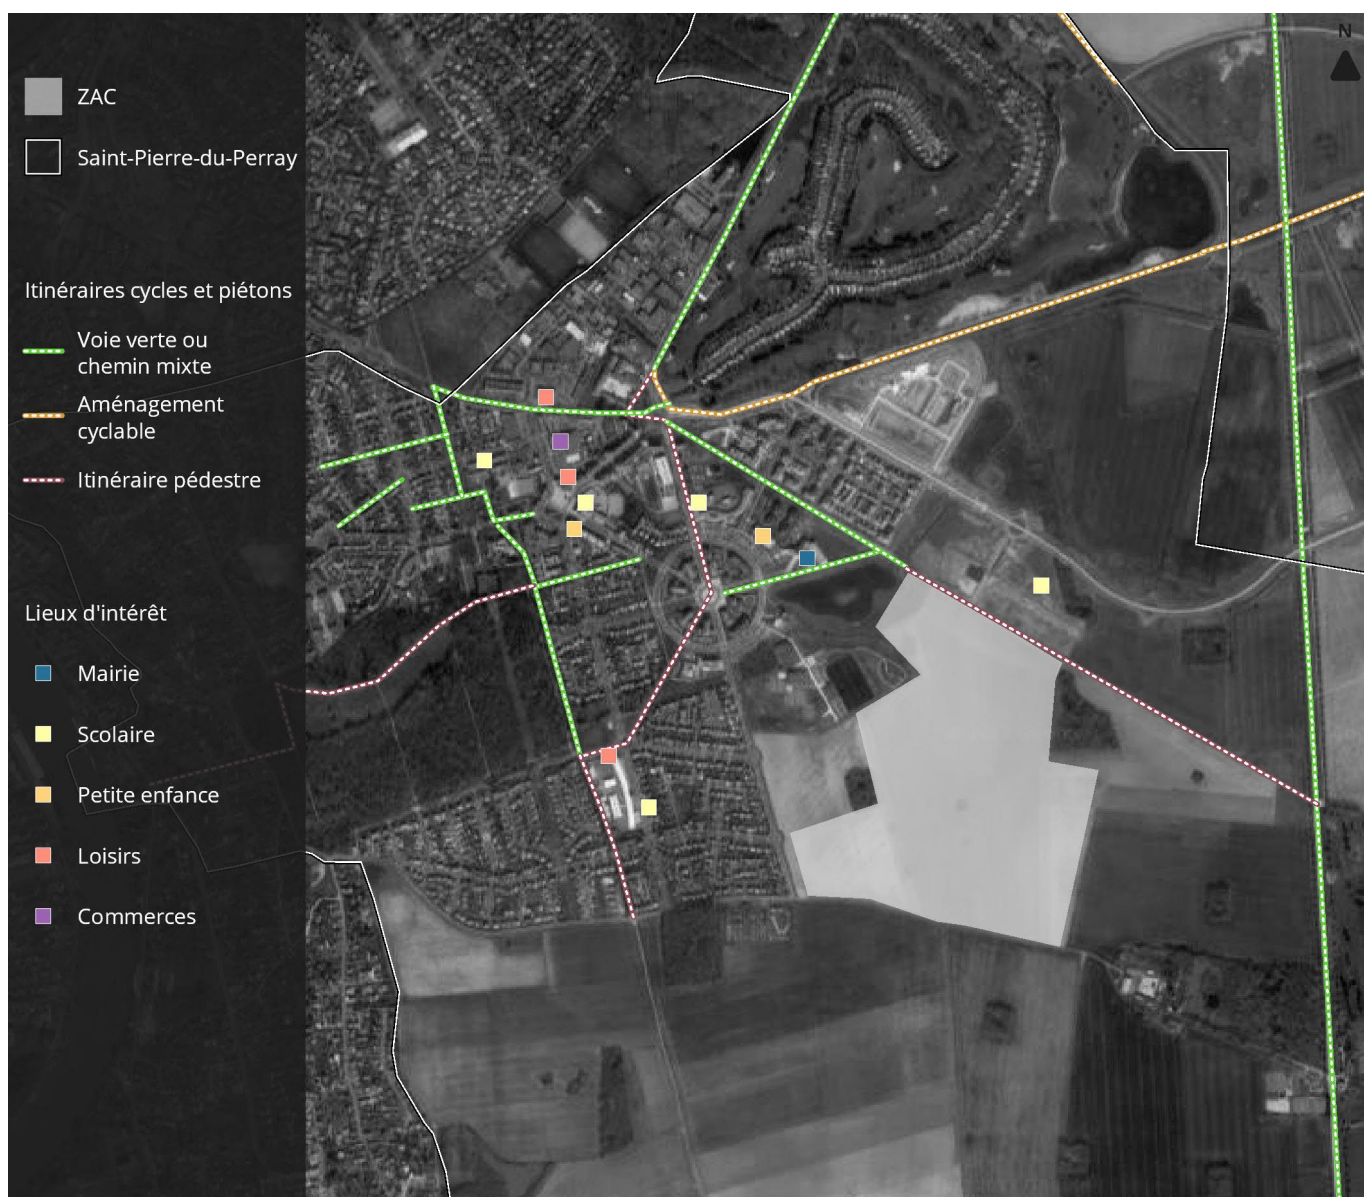 N
ZAC
Saint-Pierre-du-Perray
Itinéraires cycles et piétons
Voie verte ou
chemin mixte
Aménagement
cyclable
Itinéraire pédestre
Lieux d'intérêt
Mairie
Scolaire
Petite enfance
Loisirs
Commerces